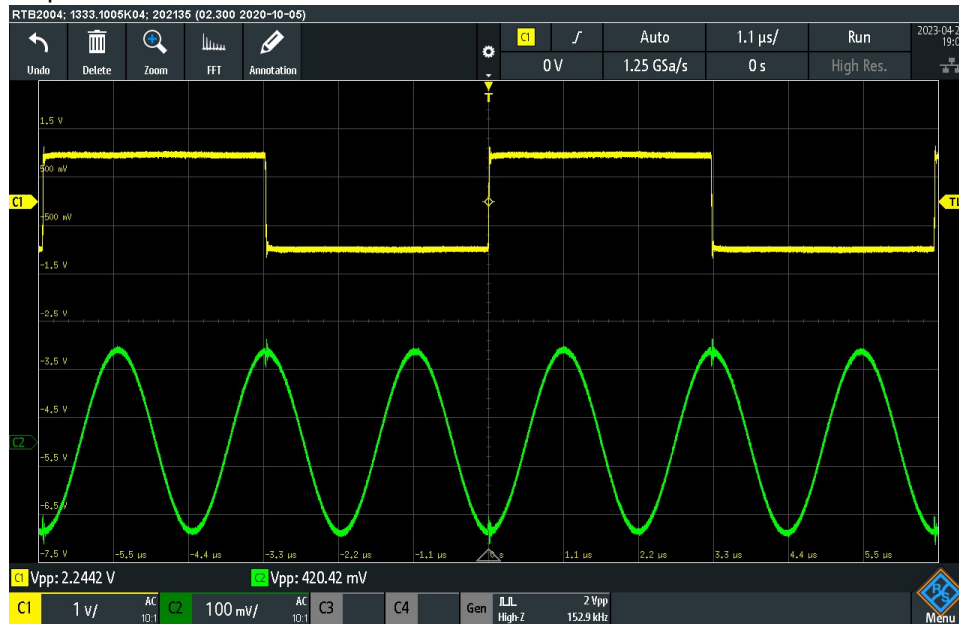 RTB2004; 1333.1005K04; 202135 (02.300 2020-10-05)
Undo Delete Zoom FFT Annotation
C1 Auto 1.1 µs/ Run
0 V 1.25 GSa/s 0 s High Res.
T
1.5 V
500 mV
C1
-500 mV
-1.5 V
-2.5 V
-3.5 V
-4.5 V
C2
-5.5 V
-6.5 V
-7.5 V -5.5 µs -4.4 µs -3.3 µs -2.2 µs -1.1 µs 1.1 µs 2.2 µs 3.3 µs 4.4 µs 5.5 µs
C1 Vpp: 2.2442 V C2 Vpp: 420.42 mV
C1 1 V/ AC 10:1 C2 100 mV/ AC 10:1 C3 C4 Gen High-Z 2 Vpp 152.9 kHz
R&S
Menu